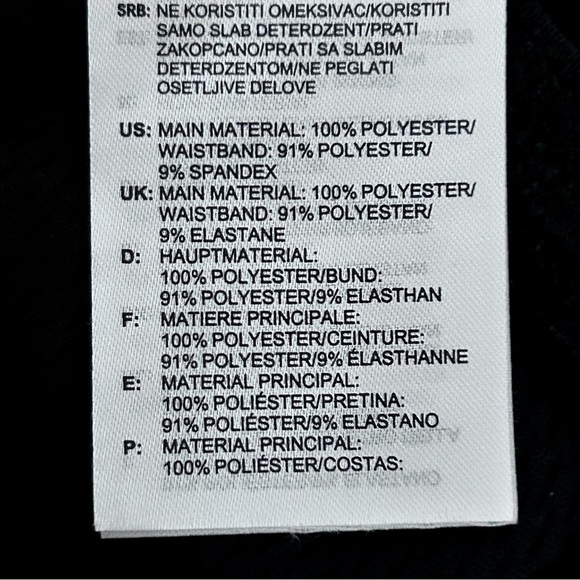 SRB: NE KORISTITI OMEKSIVAC/KORISTITI
SAMO SLAB DETERDZENT/PRATI
ZAKOPCANO/PRATI SA SLABIM
DETERDZENTOM/NE PEGLATI
OSETLJIVE DELOVE
US: MAIN MATERIAL: 100% POLYESTER/
WAISTBAND: 91% POLYESTER/
9% SPANDEX
UK: MAIN MATERIAL: 100% POLYESTER/
WAISTBAND: 91% POLYESTER/
9% ELASTANE
D: HAUPTMATERIAL:
100% POLYESTER/BUND:
91% POLYESTER/9% ELASTHAN
F: MATIERE PRINCIPALE:
100% POLYESTER/CEINTURE:
91% POLYESTER/9% ÉLASTHANNE
E: MATERIAL PRINCIPAL:
100% POLIÉSTER/PRETINA:
91% POLIÉSTER/9% ELASTANO
P: MATERIAL PRINCIPAL:
100% POLIÉSTER/COSTAS: